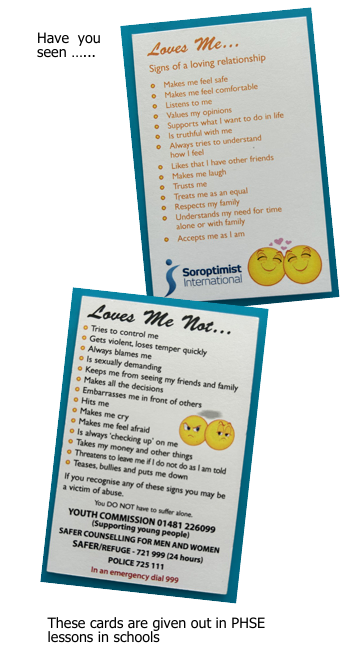 Have you
seen ......
Loves Me...
Signs of a loving relationship
Makes me feel safe
Makes me feel comfortable
Listens to me
Values my opinions
Supports what I want to do in life
Is truthful with me
Always tries to understand
how I feel
Likes that I have other friends
Makes me laugh
Trusts me
Treats me as an equal
Respects my family
Understands my need for time
alone or with family
Accepts me as I am
Soroptimist
International
Loves Me Not...
Tries to control me
Gets violent, loses temper quickly
Always blames me
Is sexually demanding
Keeps me from seeing my friends and family
Makes all the decisions
Embarrasses me in front of others
Hits me
Makes me cry
Makes me feel afraid
Is always 'checking up' on me
Takes my money and other things
Threatens to leave me if I do not do as I am told
Teases, bullies and puts me down
If you recognise any of these signs you may be
a victim of abuse.
You DO NOT have to suffer alone.
YOUTH COMMISSION 01481 226099
(Supporting young people)
SAFER COUNSELLING FOR MEN AND WOMEN
SAFER/REFUGE - 721 999 (24 hours)
POLICE 725 111
In an emergency dial 999
These cards are given out in PHSE
lessons in schools